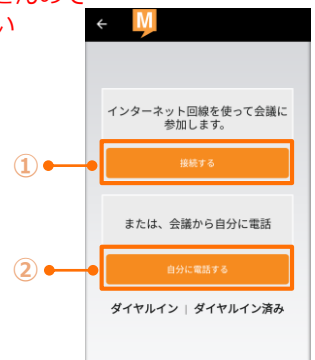 い
M
インターネット回線を使って会議に
参加します。
① 接続する
または、会議から自分に電話
② 自分に電話する
ダイヤルイン | ダイヤルイン済み